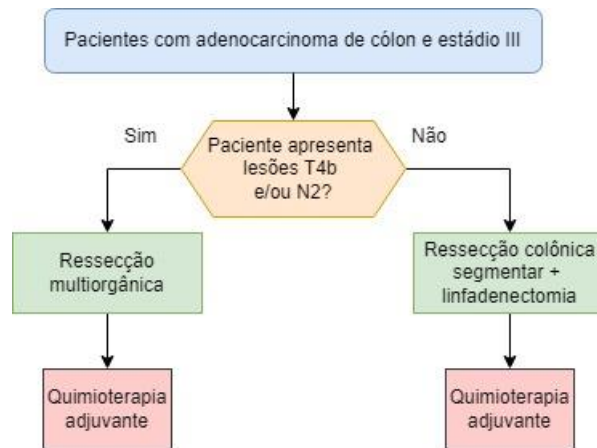 Pacientes com adenocarcinoma de cólon e estádio III
Sim
Não
Paciente apresenta
lesões T4b
e/ou N2?
Ressecção
multiorgânica
Ressecção colônica
segmentar +
linfadenectomia
Quimioterapia
adjuvante
Quimioterapia
adjuvante